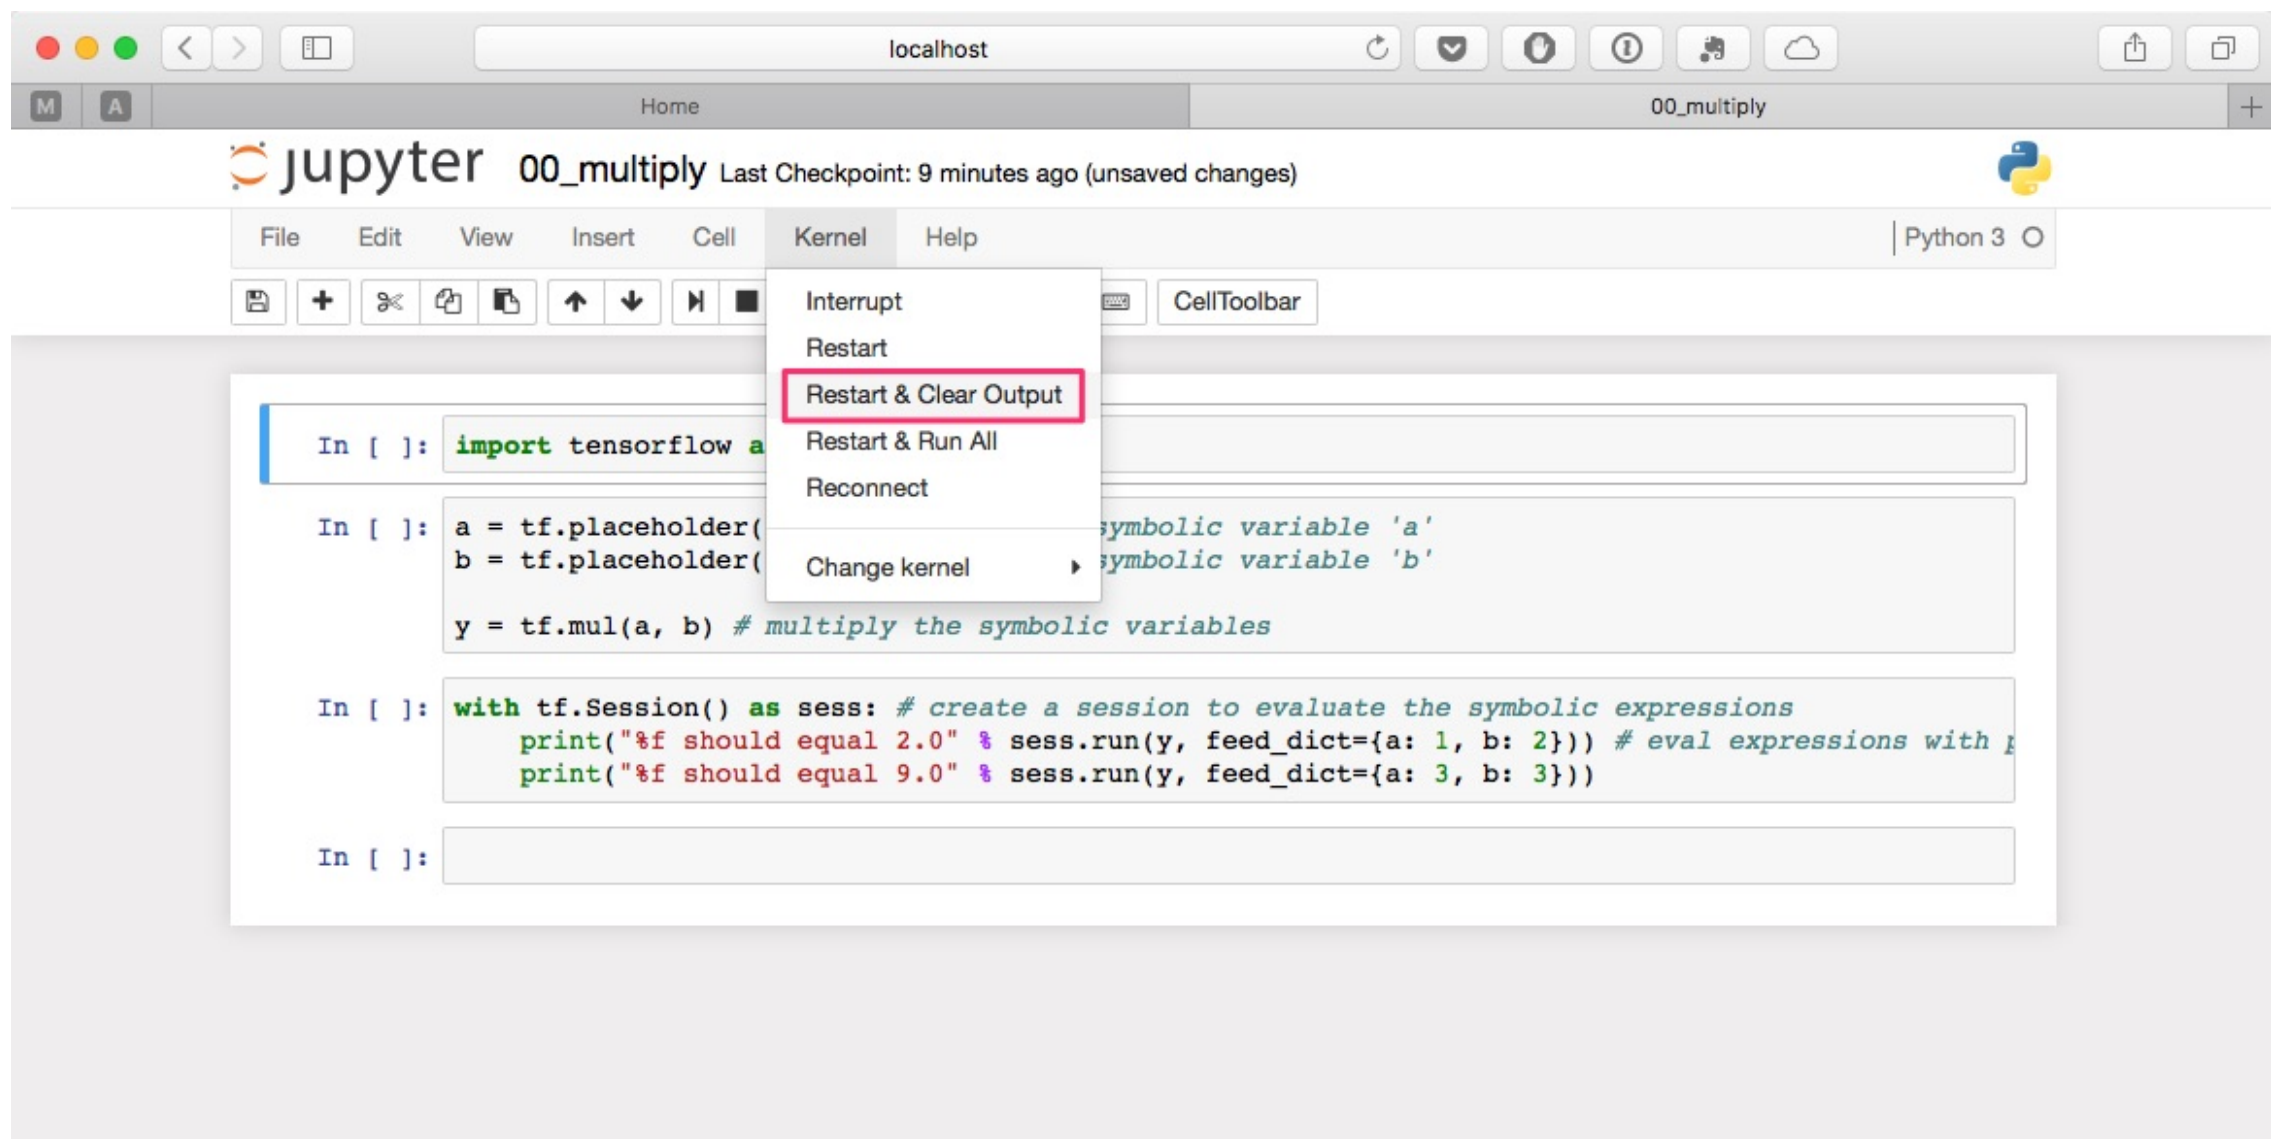 localhost
M A Home 00_multiply
jupyter 00_multiply Last Checkpoint: 9 minutes ago (unsaved changes)
File Edit View Insert Cell Kernel Help Python 3
CellToolbar
Interrupt
Restart
Restart & Clear Output
Restart & Run All
Reconnect
Change kernel
In [ ]: import tensorflow
In [ ]: a = tf.placeholder( symbolic variable 'a'
b = tf.placeholder( symbolic variable 'b'
y = tf.mul(a, b) # multiply the symbolic variables
In [ ]: with tf.Session() as sess: # create a session to evaluate the symbolic expressions
print("%f should equal 2.0" % sess.run(y, feed_dict={a: 1, b: 2})) # eval expressions with
print("%f should equal 9.0" % sess.run(y, feed_dict={a: 3, b: 3}))
In [ ]: